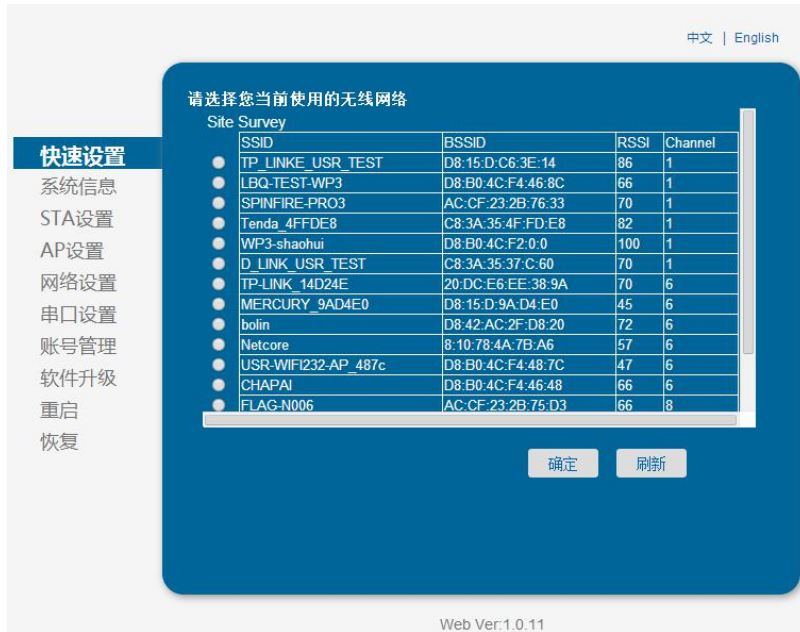 中文 | English
请选择您当前使用的无线网络
Site Survey
SSID BSSID RSSI Channel
TP_LINKE_USR_TEST D8:15:D:C6:3E:14 86 1
LBQ-TEST-WP3 D8:B0:4C:F4:46:8C 66 1
SPINFIRE-PRO3 AC:CF:23:2B:76:33 70 1
Tenda_4FFDE8 C8:3A:35:4F:FD:E8 82 1
WP3-shaohui D8:B0:4C:F2:0:0 100 1
D_LINK_USR_TEST C8:3A:35:37:C:60 70 1
TP-LINK_14D24E 20:DC:E6:EE:38:9A 70 6
MERCURY_9AD4E0 D8:15:D:9A:D4:E0 45 6
bolin D8:42:AC:2F:D8:20 72 6
Netcore 8:10:78:4A:7B:A6 57 6
USR-WIFI232-AP_487c D8:B0:4C:F4:48:7C 47 6
CHAPAI D8:B0:4C:F4:46:48 66 6
FLAG-N006 AC:CF:23:2B:75:D3 66 8
确定 刷新
快速设置
系统信息
STA设置
AP设置
网络设置
串口设置
账号管理
软件升级
重启
恢复
Web Ver:1.0.11